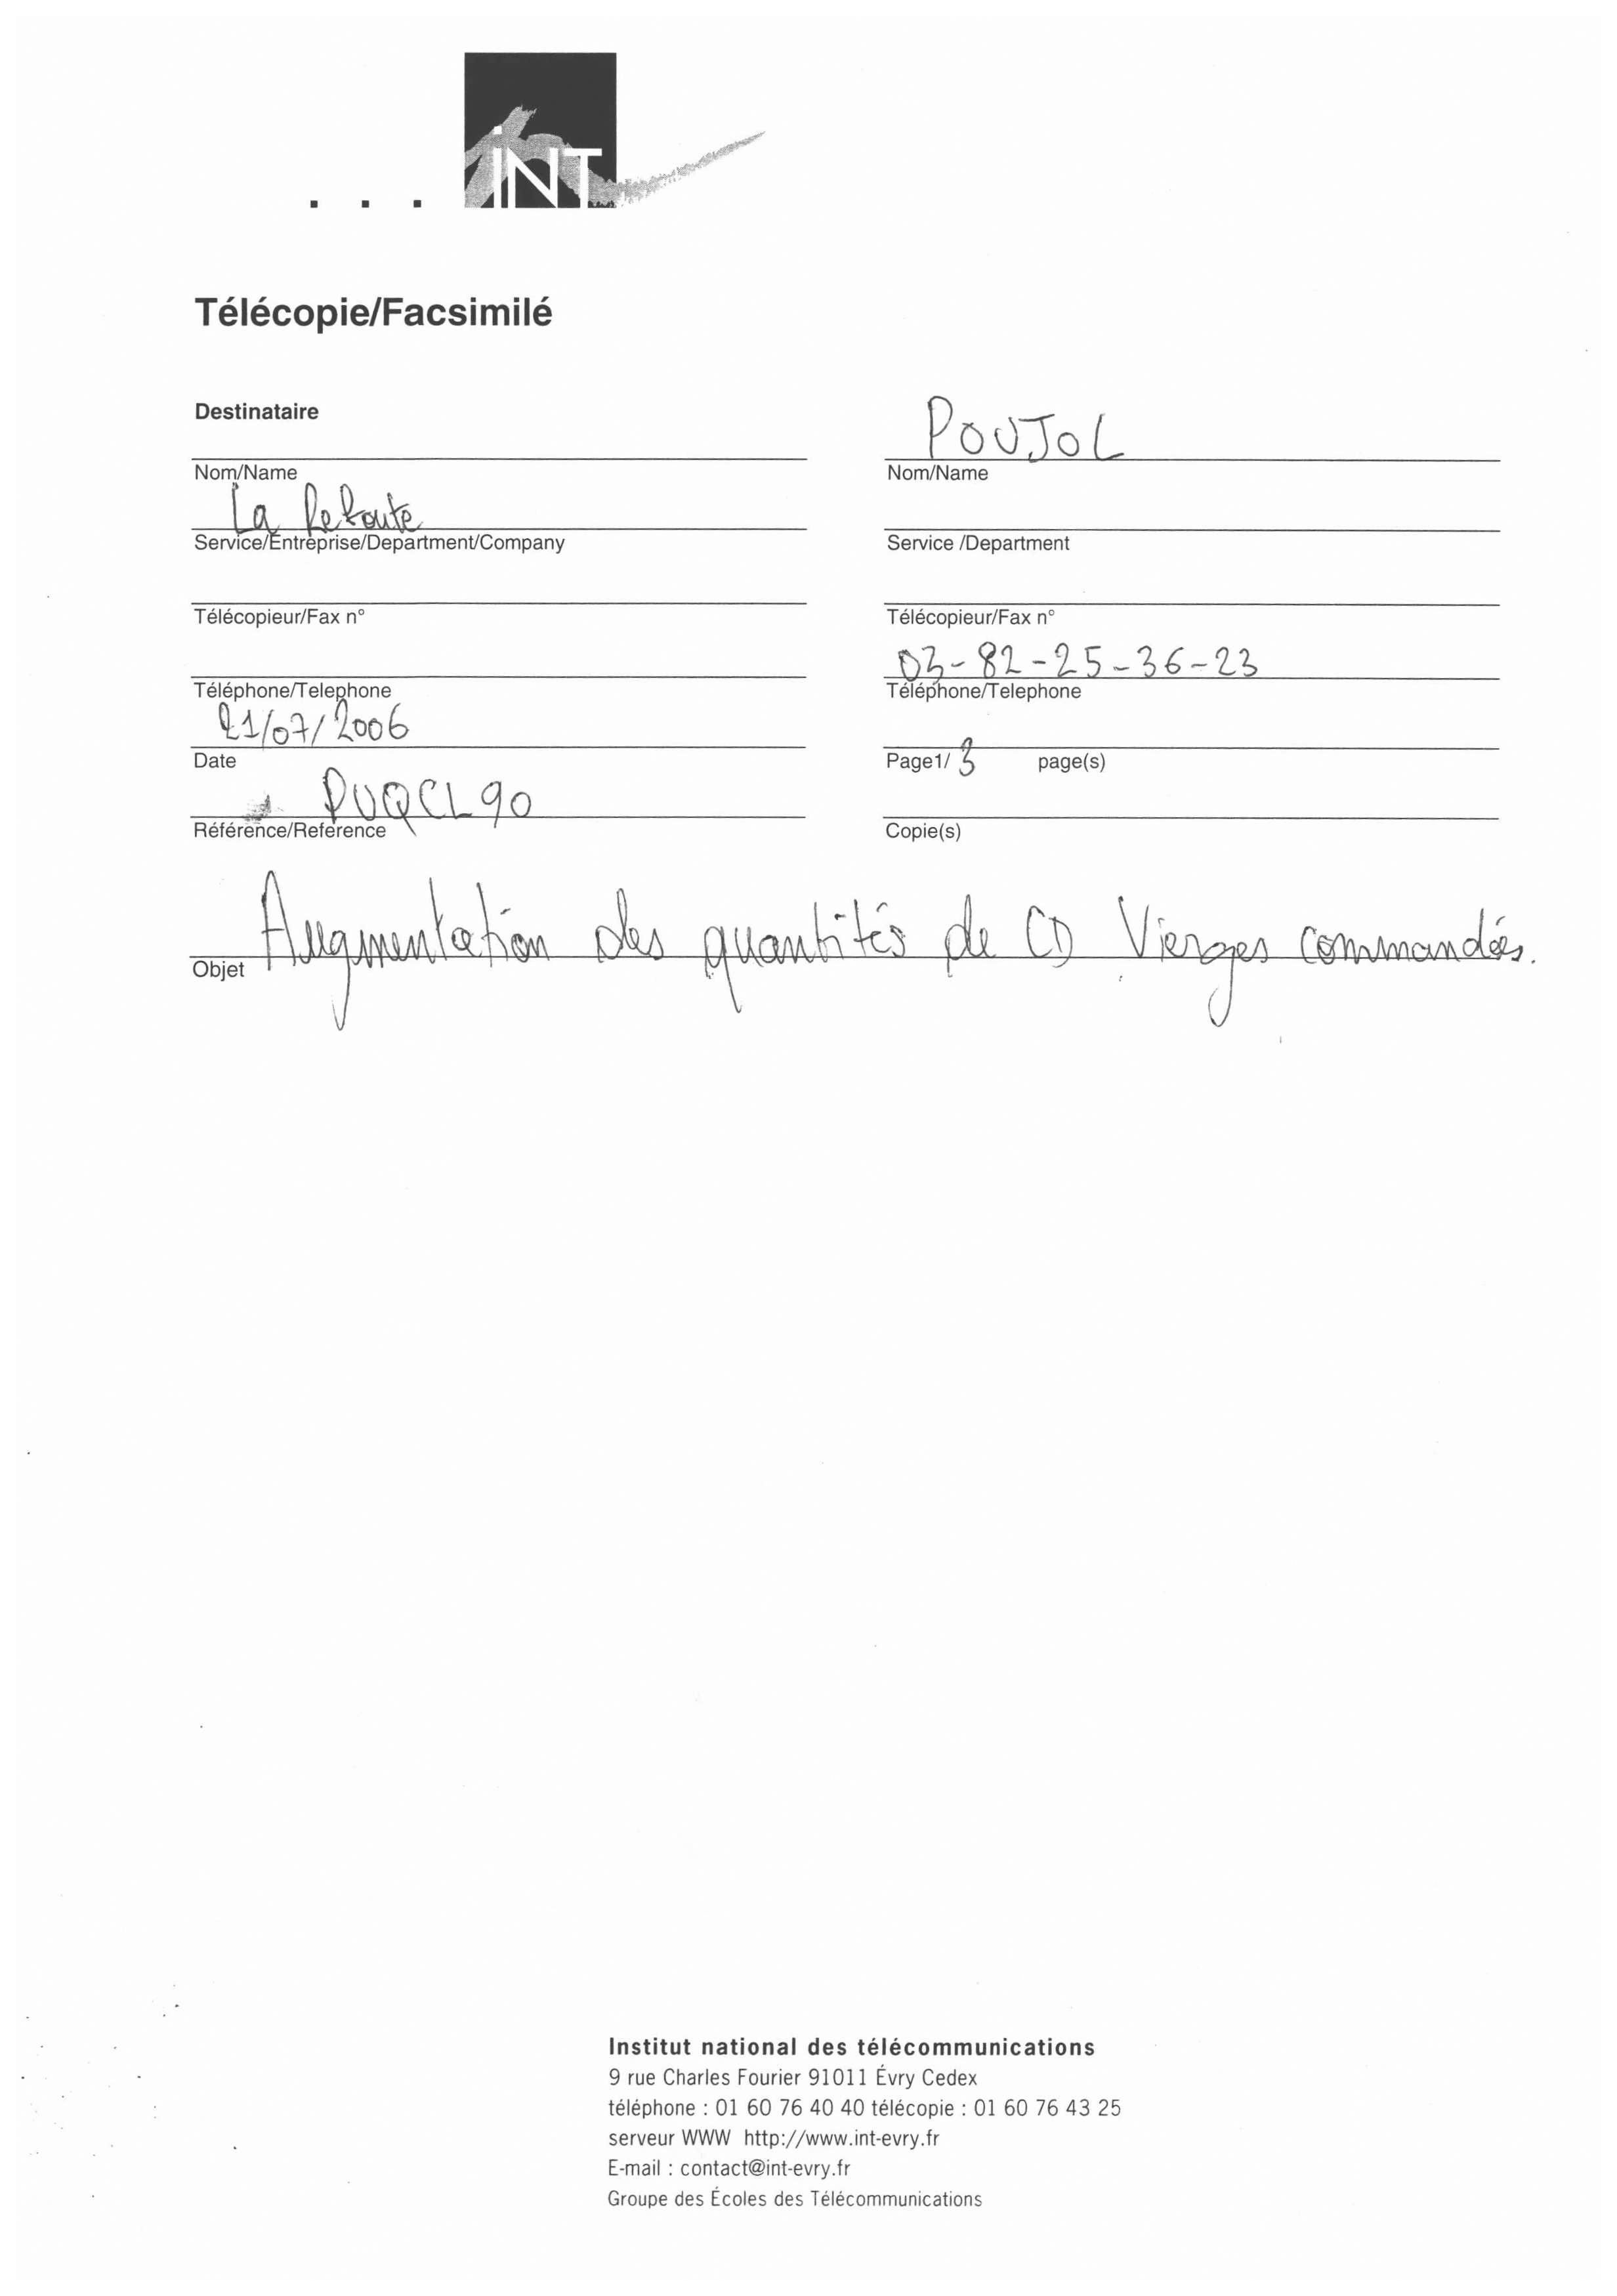 ... iNT
Télécopie/Facsimilé
Destinataire
POUJOL
Nom/Name
Nom/Name
La Redoute
Service/Entreprise/Department/Company
Service /Department
Télécopieur/Fax n°
Télécopieur/Fax n°
03-82-25-36-23
Téléphone/Telephone
Téléphone/Telephone
21/07/2006
Date
Page1/ 3 page(s)
PUQCL90
Référence/Reference
Copie(s)
Augmentation des quantités de CD Vierges commandés.
Objet
Institut national des télécommunications
9 rue Charles Fourier 91011 Évry Cedex
téléphone : 01 60 76 40 40 télécopie : 01 60 76 43 25
serveur WWW http://www.int-evry.fr
E-mail : contact@int-evry.fr
Groupe des Écoles des Télécommunications